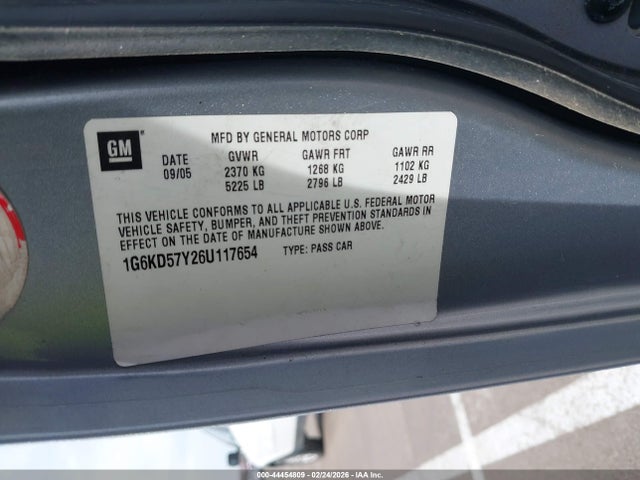 GM
MFD BY GENERAL MOTORS CORP
DATE GVWR GAWR FRT GAWR RR
09/05 2370 KG 1268 KG 1102 KG
5225 LB 2796 LB 2429 LB
THIS VEHICLE CONFORMS TO ALL APPLICABLE U.S. FEDERAL MOTOR
VEHICLE SAFETY, BUMPER, AND THEFT PREVENTION STANDARDS IN
EFFECT ON THE DATE OF MANUFACTURE SHOWN ABOVE.
1G6KD57Y26U117654 TYPE: PASS CAR
000-44454809 - 02/24/2026 - IAA Inc.